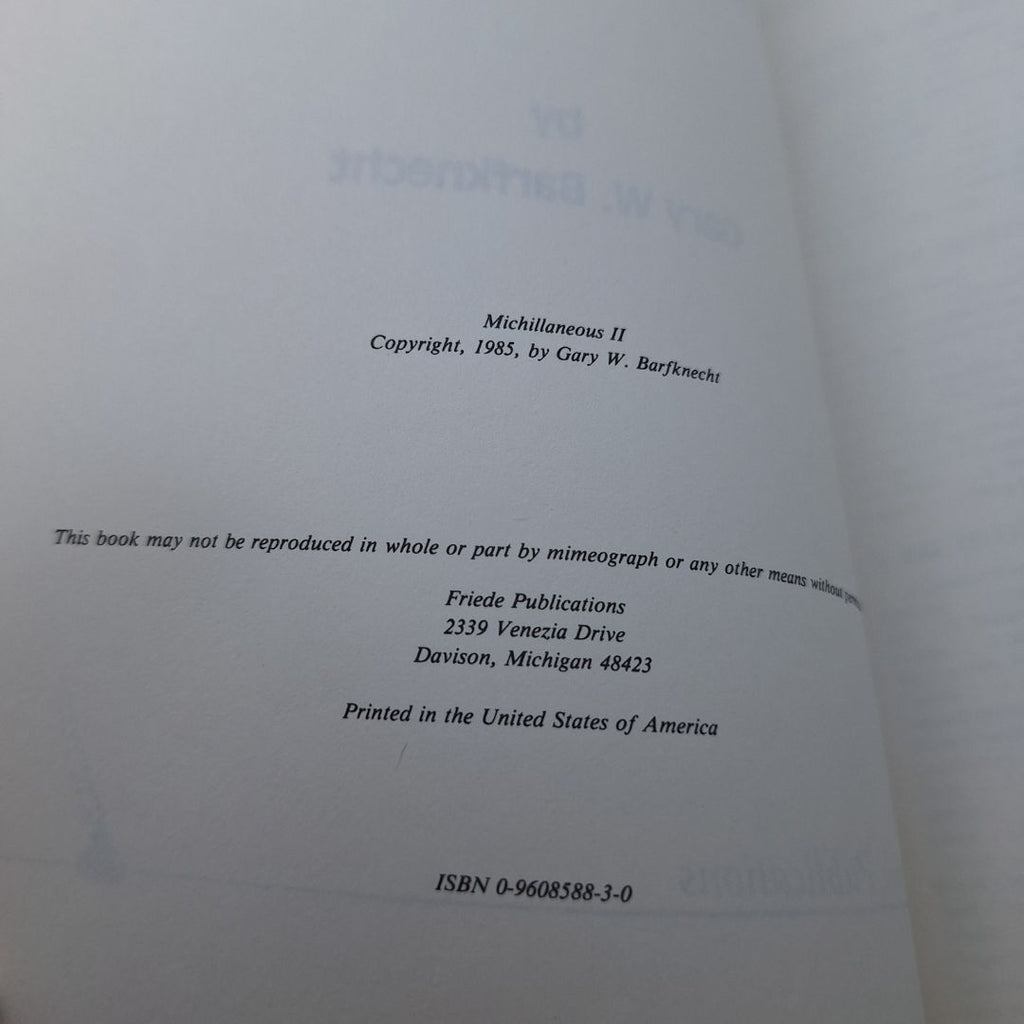 Michillaneous II
Copyright, 1985, by Gary W. Barfknecht
This book may not be reproduced in whole or part by mimeograph or any other means without
Friede Publications
2339 Venezia Drive
Davison, Michigan 48423
Printed in the United States of America
ISBN 0-9608588-3-0